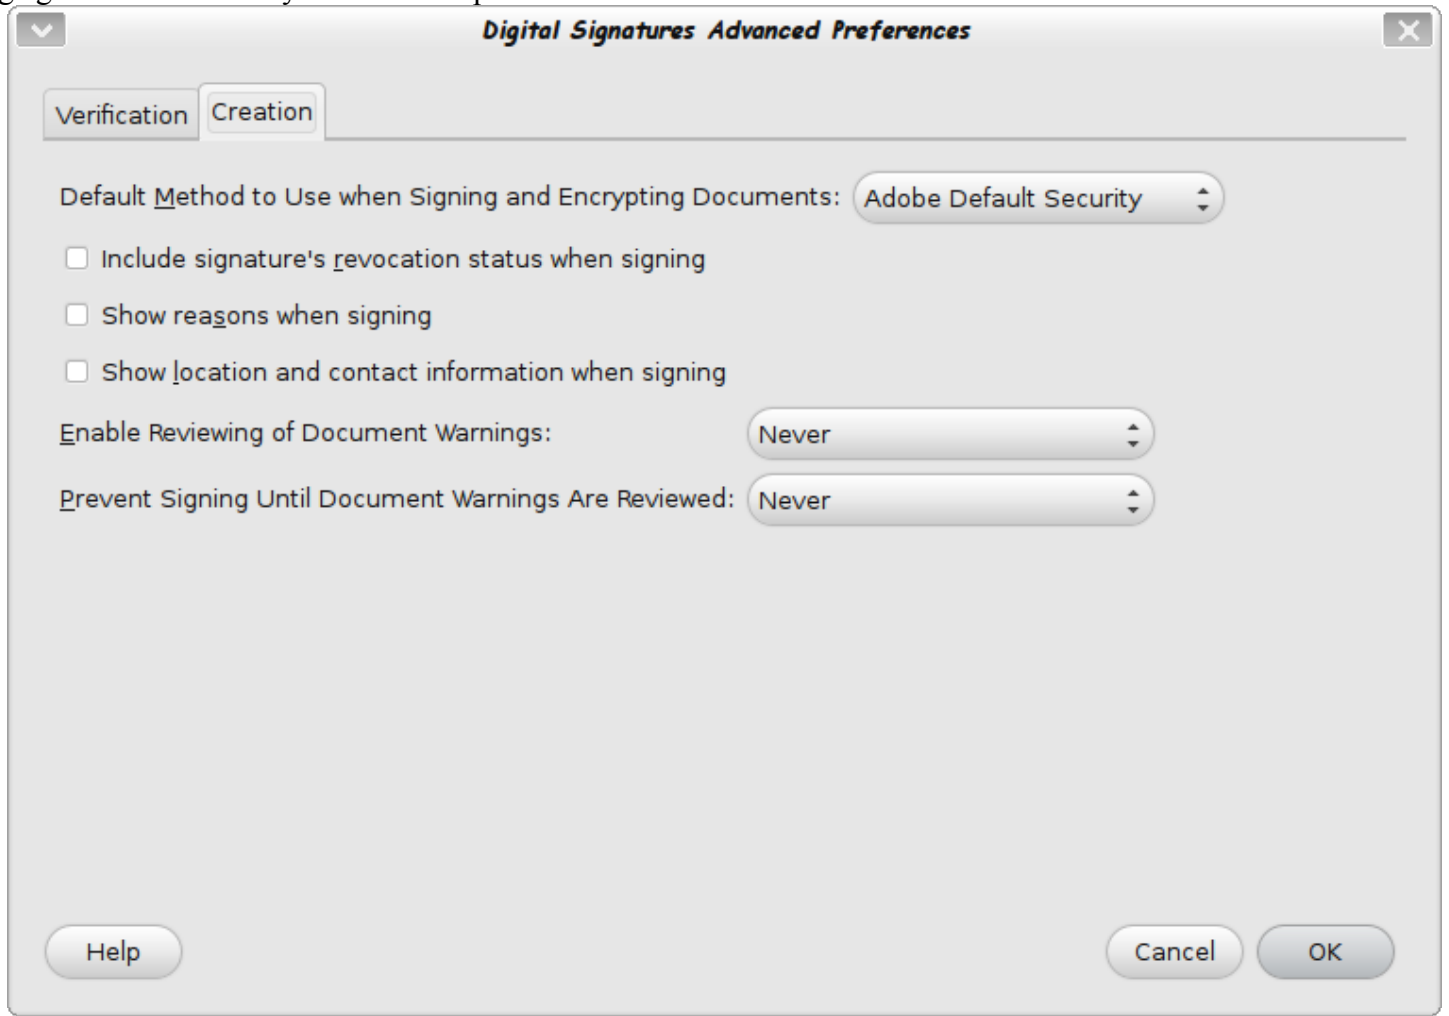 Digital Signatures Advanced Preferences
Verification Creation
Default Method to Use when Signing and Encrypting Documents: Adobe Default Security
Include signature's revocation status when signing
Show reasons when signing
Show location and contact information when signing
Enable Reviewing of Document Warnings: Never
Prevent Signing Until Document Warnings Are Reviewed: Never
Help Cancel OK